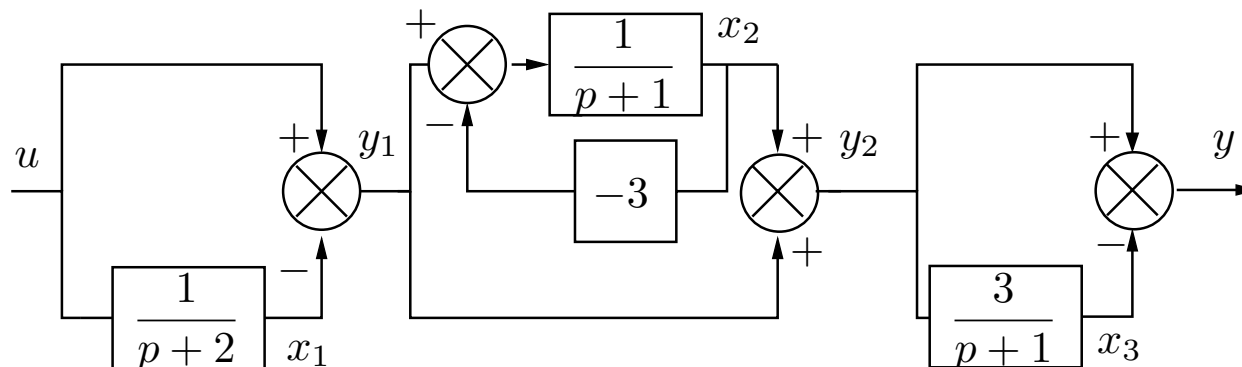 + 1 x₂
p + 1
−
u + y₁ −3 + y₂ + y
− + −
1 3
p + 2 x₁ p + 1 x₃